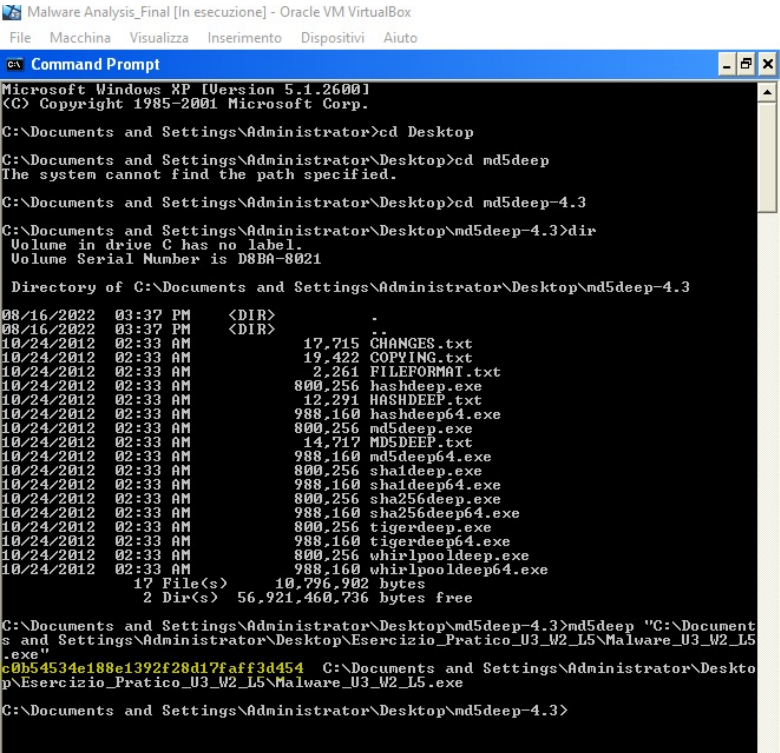 Malware Analysis_Final [In esecuzione] - Oracle VM VirtualBox
File Macchina Visualizza Inserimento Dispositivi Aiuto
Command Prompt
Microsoft Windows XP [Version 5.1.2600]
(C) Copyright 1985-2001 Microsoft Corp.
C:\Documents and Settings\Administrator>cd Desktop
C:\Documents and Settings\Administrator\Desktop>cd md5deep
The system cannot find the path specified.
C:\Documents and Settings\Administrator\Desktop>cd md5deep-4.3
C:\Documents and Settings\Administrator\Desktop\md5deep-4.3>dir
Volume in drive C has no label.
Volume Serial Number is D8BA-8021
Directory of C:\Documents and Settings\Administrator\Desktop\md5deep-4.3
08/16/2022 03:37 PM <DIR> .
08/16/2022 03:37 PM <DIR> ..
10/24/2012 02:33 AM 17,715 CHANGES.txt
10/24/2012 02:33 AM 19,422 COPYING.txt
10/24/2012 02:33 AM 2,261 FILEFORMAT.txt
10/24/2012 02:33 AM 800,256 hashdeep.exe
10/24/2012 02:33 AM 12,291 HASHDEEP.txt
10/24/2012 02:33 AM 988,160 hashdeep64.exe
10/24/2012 02:33 AM 800,256 md5deep.exe
10/24/2012 02:33 AM 14,717 MD5DEEP.txt
10/24/2012 02:33 AM 988,160 md5deep64.exe
10/24/2012 02:33 AM 800,256 sha1deep.exe
10/24/2012 02:33 AM 988,160 sha1deep64.exe
10/24/2012 02:33 AM 800,256 sha256deep.exe
10/24/2012 02:33 AM 988,160 sha256deep64.exe
10/24/2012 02:33 AM 800,256 tigerdeep.exe
10/24/2012 02:33 AM 988,160 tigerdeep64.exe
10/24/2012 02:33 AM 800,256 whirlpooldeep.exe
10/24/2012 02:33 AM 988,160 whirlpooldeep64.exe
17 File(s) 10,796,902 bytes
2 Dir(s) 56,921,460,736 bytes free
C:\Documents and Settings\Administrator\Desktop\md5deep-4.3>md5deep "C:\Document
s and Settings\Administrator\Desktop\Esercizio_Pratico_U3_W2_L5\Malware_U3_W2_L5
.exe"
c0b54534e188e1392f28d17faff3d454 C:\Documents and Settings\Administrator\Deskto
p\Esercizio_Pratico_U3_W2_L5\Malware_U3_W2_L5.exe
C:\Documents and Settings\Administrator\Desktop\md5deep-4.3>